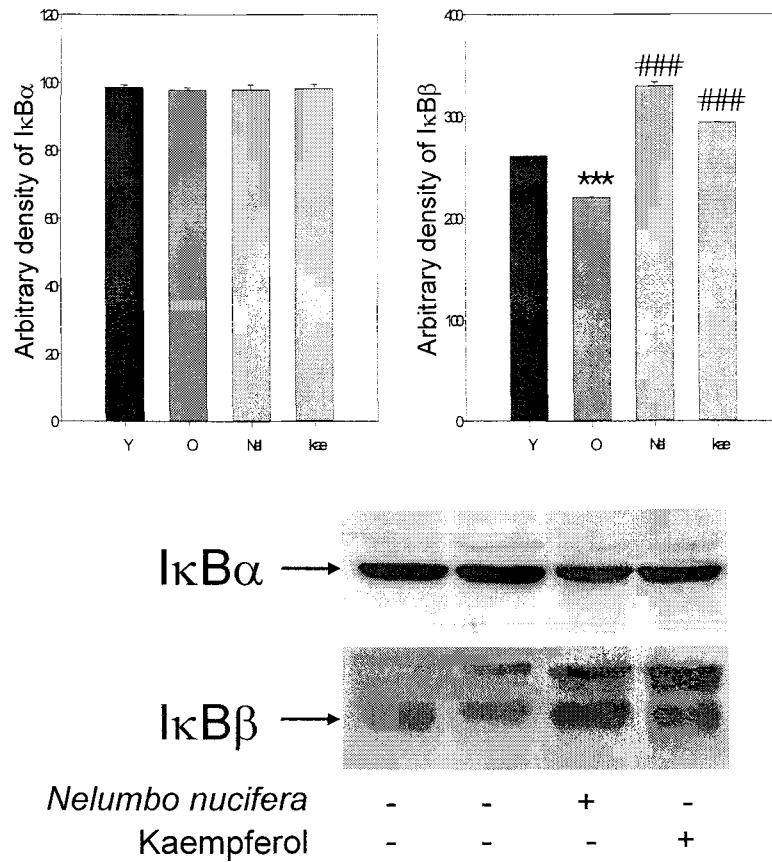 Arbitrary density of IκBα
120
100
80
60
40
20
0
Y O Nel kae
Arbitrary density of IκBβ
400
300
200
100
0
***
###
###
Y O Nel kae
IκBα
IκBβ
Nelumbo nucifera - - + -
Kaempferol - - - +